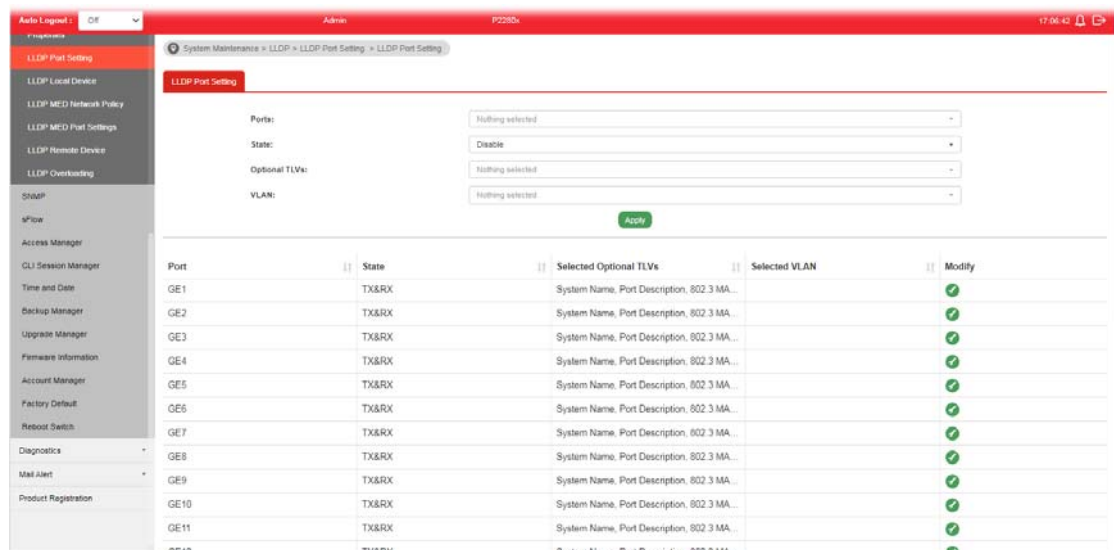 Auto Logout : Off Admin P2280x 17:06:42
Properties
LLDP Port Setting
LLDP Local Device
LLDP MED Network Policy
LLDP MED Port Settings
LLDP Remote Device
LLDP Overloading
SNMP
sFlow
Access Manager
CLI Session Manager
Time and Date
Backup Manager
Upgrade Manager
Firmware Information
Account Manager
Factory Default
Reboot Switch
Diagnostics
Mail Alert
Product Registration
System Maintenance > LLDP > LLDP Port Setting > LLDP Port Setting
LLDP Port Setting
Ports: Nothing selected
State: Disable
Optional TLVs: Nothing selected
VLAN: Nothing selected
Apply
Port State Selected Optional TLVs Selected VLAN Modify
GE1 TX&RX System Name, Port Description, 802.3 MA...
GE2 TX&RX System Name, Port Description, 802.3 MA...
GE3 TX&RX System Name, Port Description, 802.3 MA...
GE4 TX&RX System Name, Port Description, 802.3 MA...
GE5 TX&RX System Name, Port Description, 802.3 MA...
GE6 TX&RX System Name, Port Description, 802.3 MA...
GE7 TX&RX System Name, Port Description, 802.3 MA...
GE8 TX&RX System Name, Port Description, 802.3 MA...
GE9 TX&RX System Name, Port Description, 802.3 MA...
GE10 TX&RX System Name, Port Description, 802.3 MA...
GE11 TX&RX System Name, Port Description, 802.3 MA...